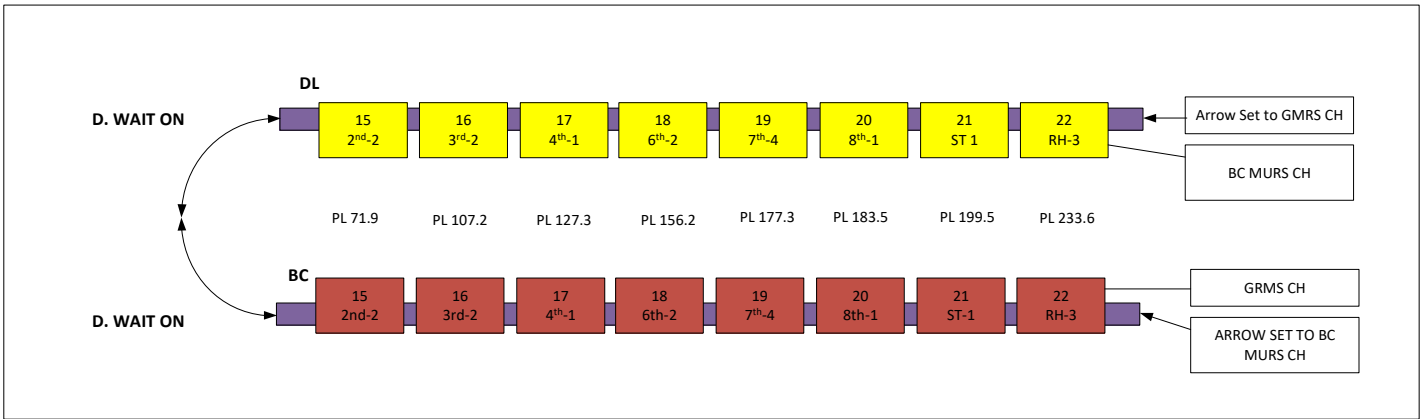 DL
D. WAIT ON
15
2nd-2
16
3rd-2
17
4th-1
18
6th-2
19
7th-4
20
8th-1
21
ST 1
22
RH-3
Arrow Set to GMRS CH
BC MURS CH
PL 71.9
PL 107.2
PL 127.3
PL 156.2
PL 177.3
PL 183.5
PL 199.5
PL 233.6
BC
D. WAIT ON
15
2nd-2
16
3rd-2
17
4th-1
18
6th-2
19
7th-4
20
8th-1
21
ST-1
22
RH-3
GRMS CH
ARROW SET TO BC
MURS CH